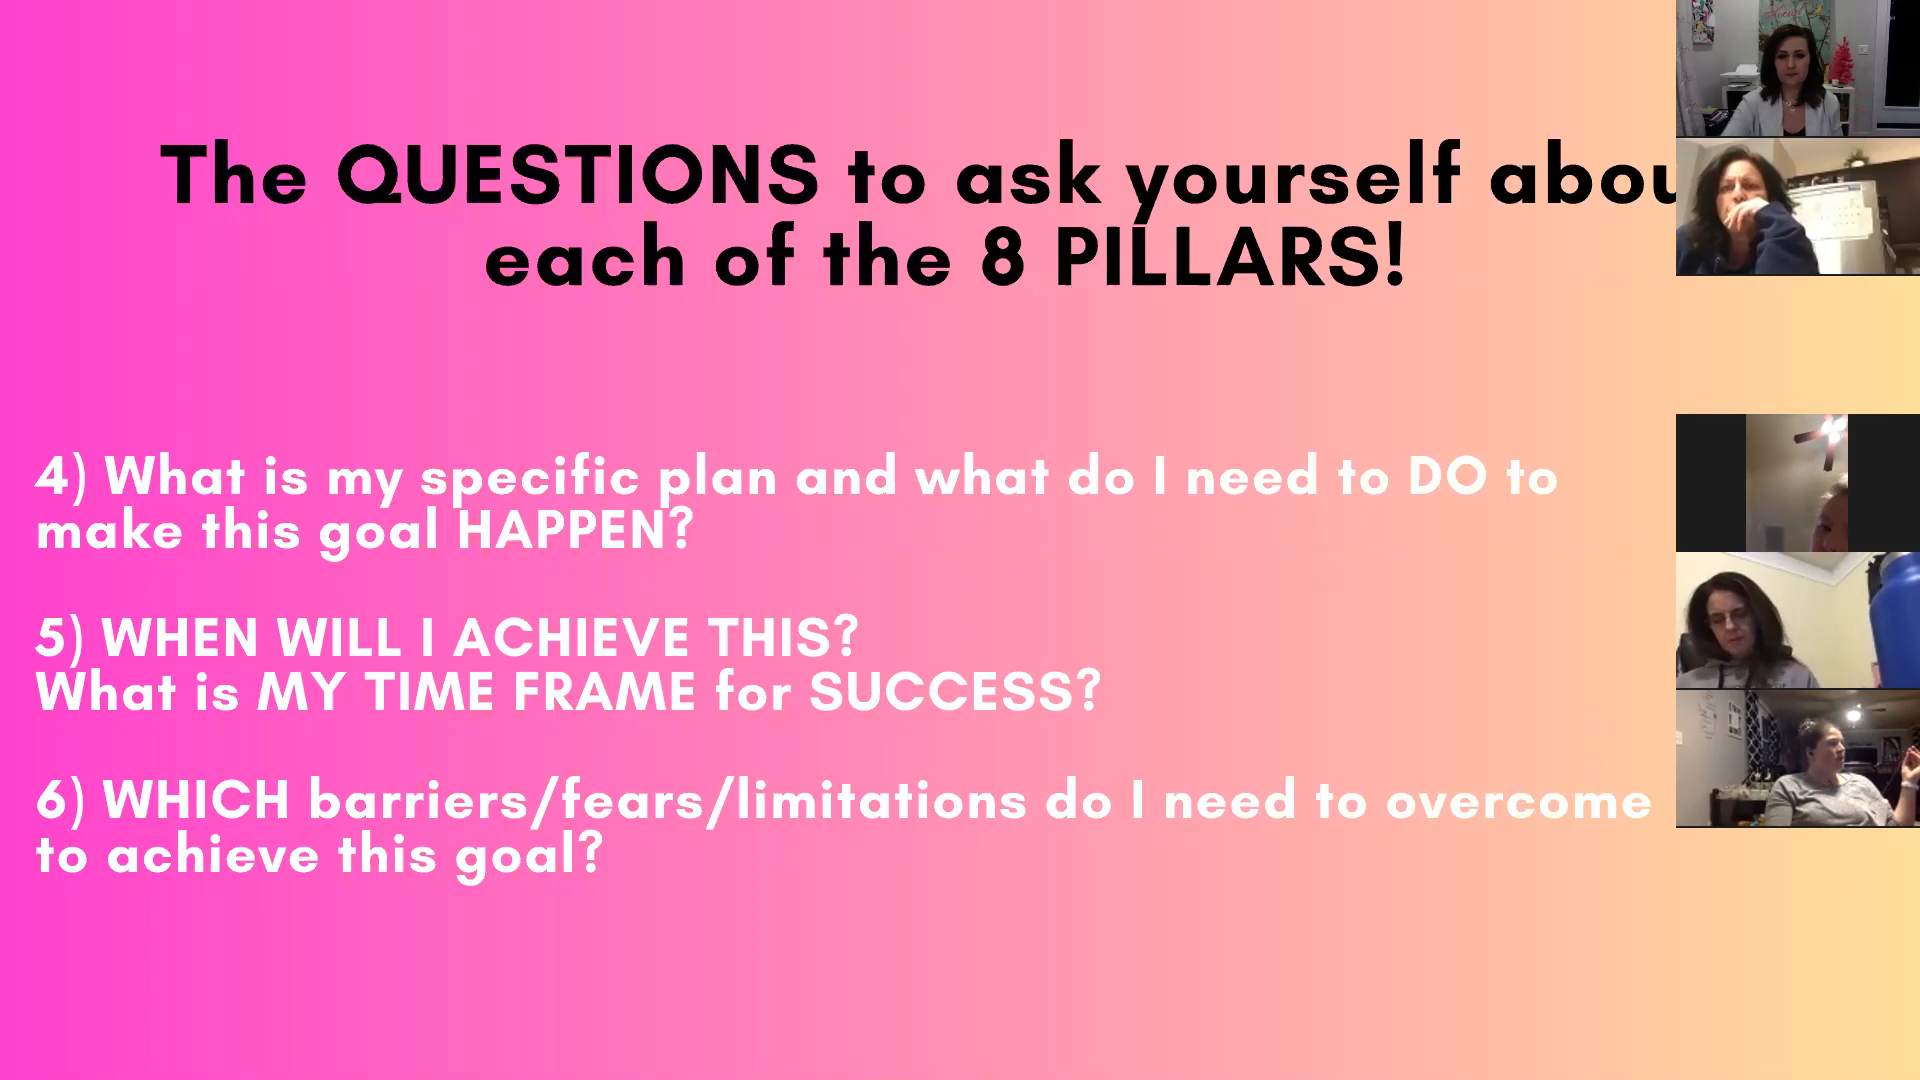 The QUESTIONS to ask yourself abou
each of the 8 PILLARS!
4) What is my specific plan and what do I need to DO to
make this goal HAPPEN?
5) WHEN WILL I ACHIEVE THIS?
What is MY TIME FRAME for SUCCESS?
6) WHICH barriers/fears/limitations do I need to overcome
to achieve this goal?